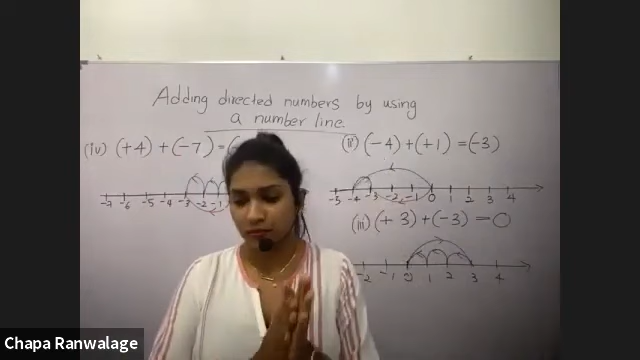 Adding directed numbers by using
a number line.
(iv) (+4) + (-7) = (
-7 -6 -5 -4 -3 -2 -1
(ii) (-4) + (+1) = (-3)
-5 -4 -3 -2 -1 0 1 2 3 4
(iii) (+3) + (-3) = 0
-2 -1 0 1 2 3 4
Chapa Ranwalage